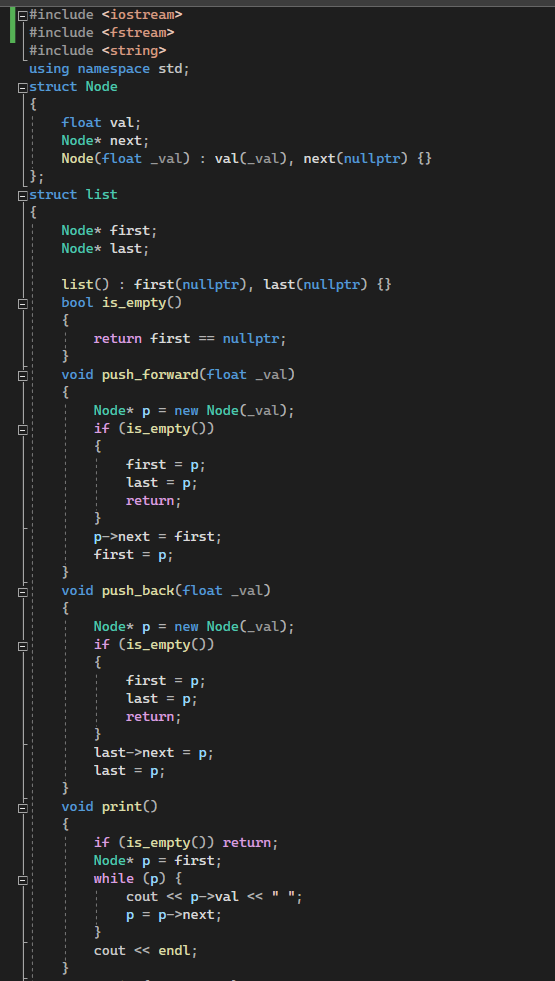 #include <iostream>
#include <fstream>
#include <string>
using namespace std;
struct Node
{
    float val;
    Node* next;
    Node(float _val) : val(_val), next(nullptr) {}
};
struct list
{
    Node* first;
    Node* last;

    list() : first(nullptr), last(nullptr) {}
    bool is_empty()
    {
        return first == nullptr;
    }
    void push_forward(float _val)
    {
        Node* p = new Node(_val);
        if (is_empty())
        {
            first = p;
            last = p;
            return;
        }
        p->next = first;
        first = p;
    }
    void push_back(float _val)
    {
        Node* p = new Node(_val);
        if (is_empty())
        {
            first = p;
            last = p;
            return;
        }
        last->next = p;
        last = p;
    }
    void print()
    {
        if (is_empty()) return;
        Node* p = first;
        while (p) {
            cout << p->val << " ";
            p = p->next;
        }
        cout << endl;
    }